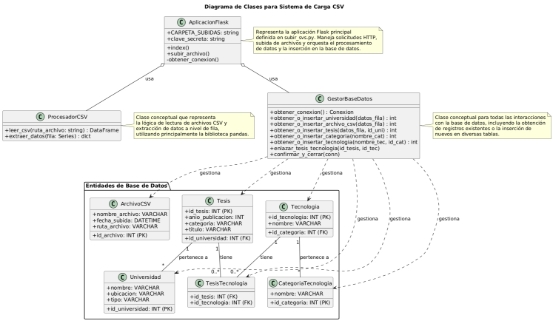 Diagrama de Clases para Sistema de Carga CSV
C AplicacionFlask
+CARPETA_SUBIDAS: string
+clave_secreta: string
+index()
+subir_archivo()
-obtener_conexion()
Representa la aplicación Flask principal
definida en subir_svs.py. Maneja solicitudes HTTP,
subida de archivos y orquesta el procesamiento
de datos y la inserción en la base de datos.
usa
usa
C ProcesadorCSV
+leer_csv(ruta_archivo: string) : DataFrame
+extraer_datos(fila: Series) : dict
Clase conceptual que representa
la lógica de lectura de archivos CSV y
extracción de datos a nivel de fila,
utilizando principalmente la biblioteca pandas.
C GestorBaseDatos
+obtener_conexion() : Conexion
+obtener_o_insertar_universidad(datos_fila) : int
+obtener_o_insertar_archivo_csv(datos_fila) : int
+obtener_o_insertar_tesis(datos_fila, id_uni) : int
+obtener_o_insertar_categoria(nombre_cat) : int
+obtener_o_insertar_tecnologia(nombre_tec, id_cat) : int
+enlazar_tesis_tecnologia(id_tesis, id_tec)
+confirmar_y_cerrar(conn)
Clase conceptual para todas las interacciones
con la base de datos, incluyendo la obtención
de registros existentes o la inserción de
nuevos en diversas tablas.
gestiona
gestiona
gestiona
gestiona
gestiona
gestiona
Entidades de Base de Datos
C ArchivoCSV
+nombre_archivo: VARCHAR
+fecha_subida: DATETIME
+ruta_archivo: VARCHAR
+id_archivo: INT (PK)
C Tesis
+id_tesis: INT (PK)
+anio_publicacion: INT
+categoria: VARCHAR
+titulo: VARCHAR
+id_universidad: INT (FK)
C Tecnologia
+id_tecnologia: INT (PK)
+nombre: VARCHAR
+id_categoria: INT (FK)
1
1
1
1
pertenece a
tiene
tiene
pertenece a
*
0..*
0..*
C Universidad
+nombre: VARCHAR
+ubicacion: VARCHAR
+tipo: VARCHAR
+id_universidad: INT (PK)
C TesisTecnologia
+id_tesis: INT (FK)
+id_tecnologia: INT (FK)
C CategoriaTecnologia
+nombre: VARCHAR
+id_categoria: INT (PK)